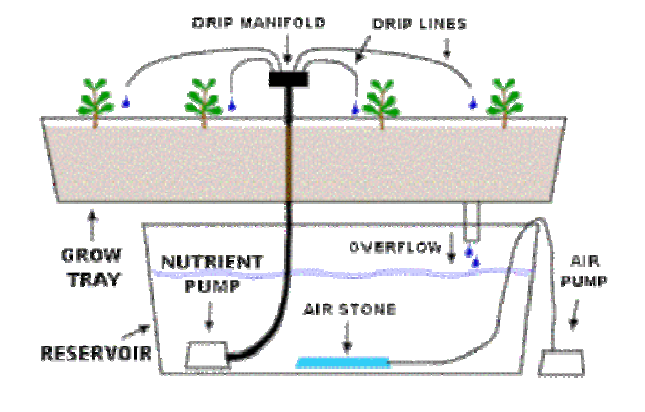 DRIP MANIFOLD
DRIP LINES
GROW
TRAY
NUTRIENT
PUMP
OVERFLOW
AIR
PUMP
AIR STONE
RESERVOIR